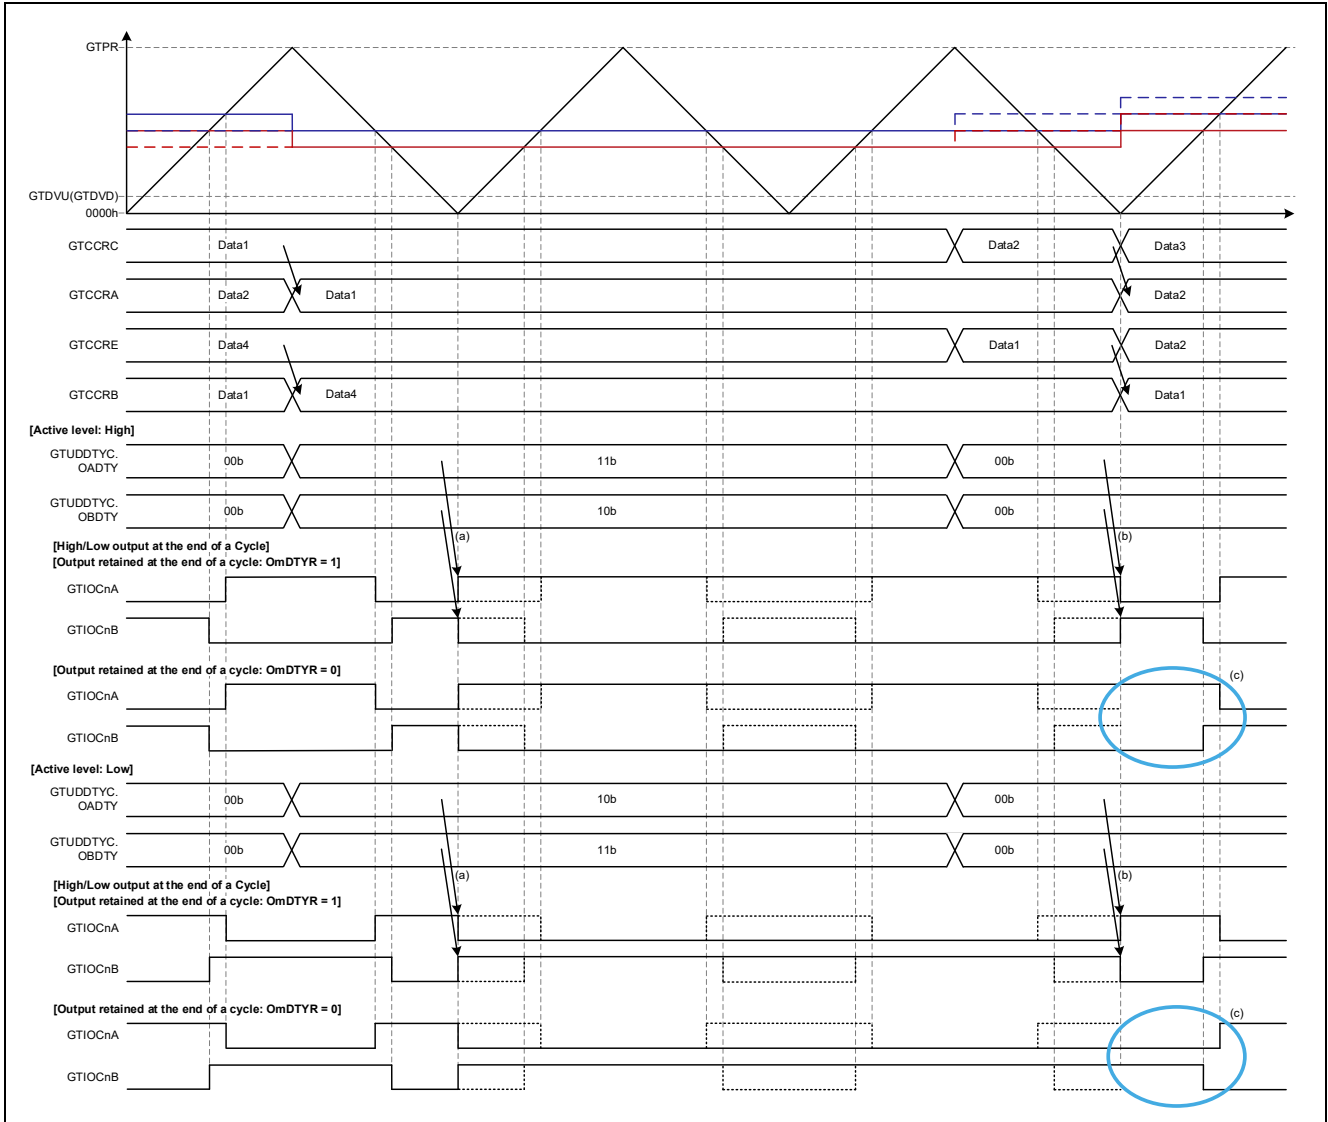 GTPR
GTDVU(GTDVD)
0000h
GTCCRC Data1 Data2 Data3
GTCCRA Data2 Data1 Data2
GTCCRE Data4 Data1 Data2
GTCCRB Data1 Data4 Data1
[Active level: High]
GTUDDTYC.
OADTY 00b 11b 00b
GTUDDTYC.
OBDTY 00b 10b 00b
(a) (b)
[High/Low output at the end of a Cycle]
[Output retained at the end of a cycle: OmDTYR = 1]
GTIOCnA
GTIOCnB
[Output retained at the end of a cycle: OmDTYR = 0]
(c)
GTIOCnA
GTIOCnB
[Active level: Low]
GTUDDTYC.
OADTY 00b 10b 00b
GTUDDTYC.
OBDTY 00b 11b 00b
(a) (b)
[High/Low output at the end of a Cycle]
[Output retained at the end of a cycle: OmDTYR = 1]
GTIOCnA
GTIOCnB
[Output retained at the end of a cycle: OmDTYR = 0]
(c)
GTIOCnA
GTIOCnB